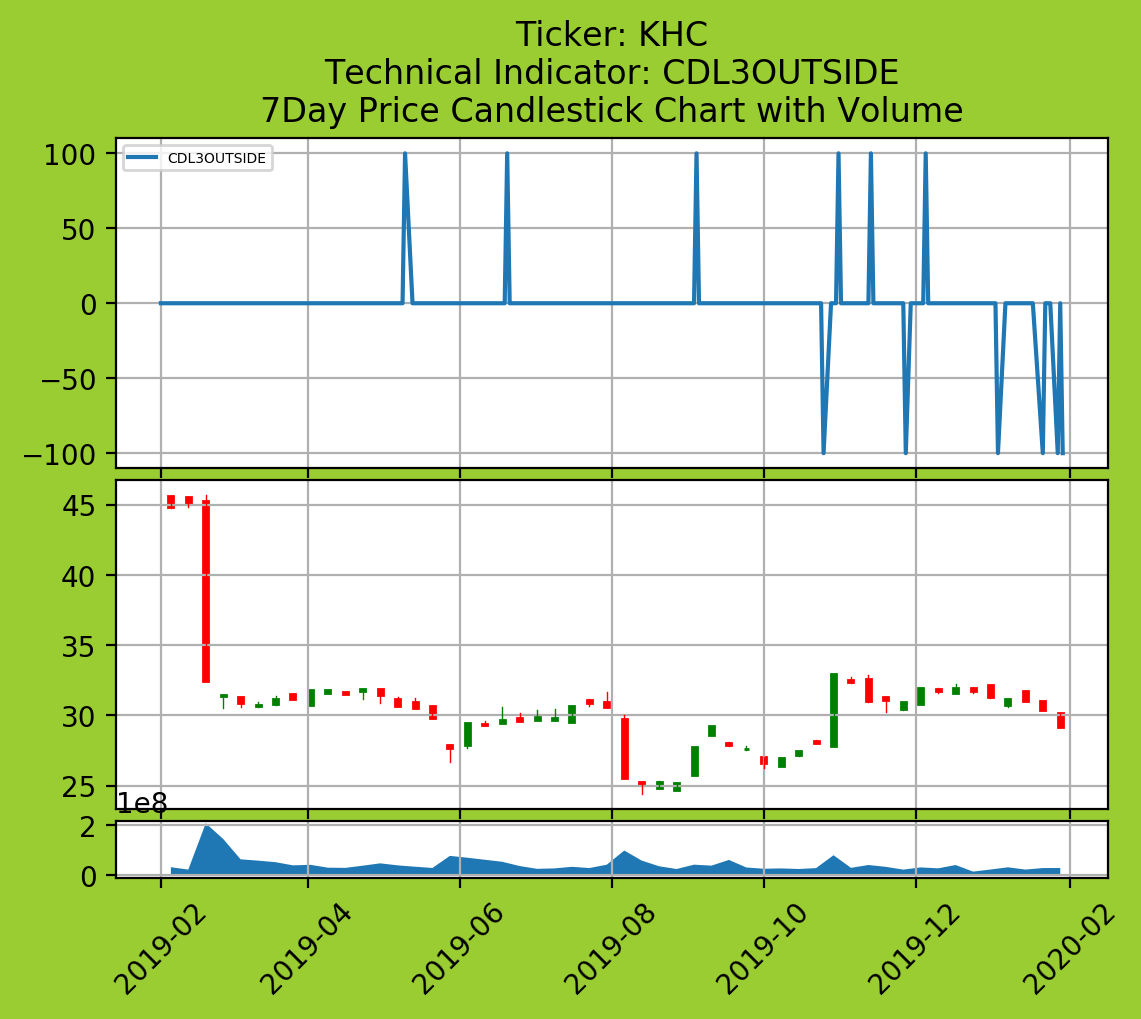 Ticker: KHC
Technical Indicator: CDL3OUTSIDE
7Day Price Candlestick Chart with Volume
CDL3OUTSIDE
100
50
0
−50
−100
45
40
35
30
25
1e8
2
0
2019-02 2019-04 2019-06 2019-08 2019-10 2019-12 2020-02